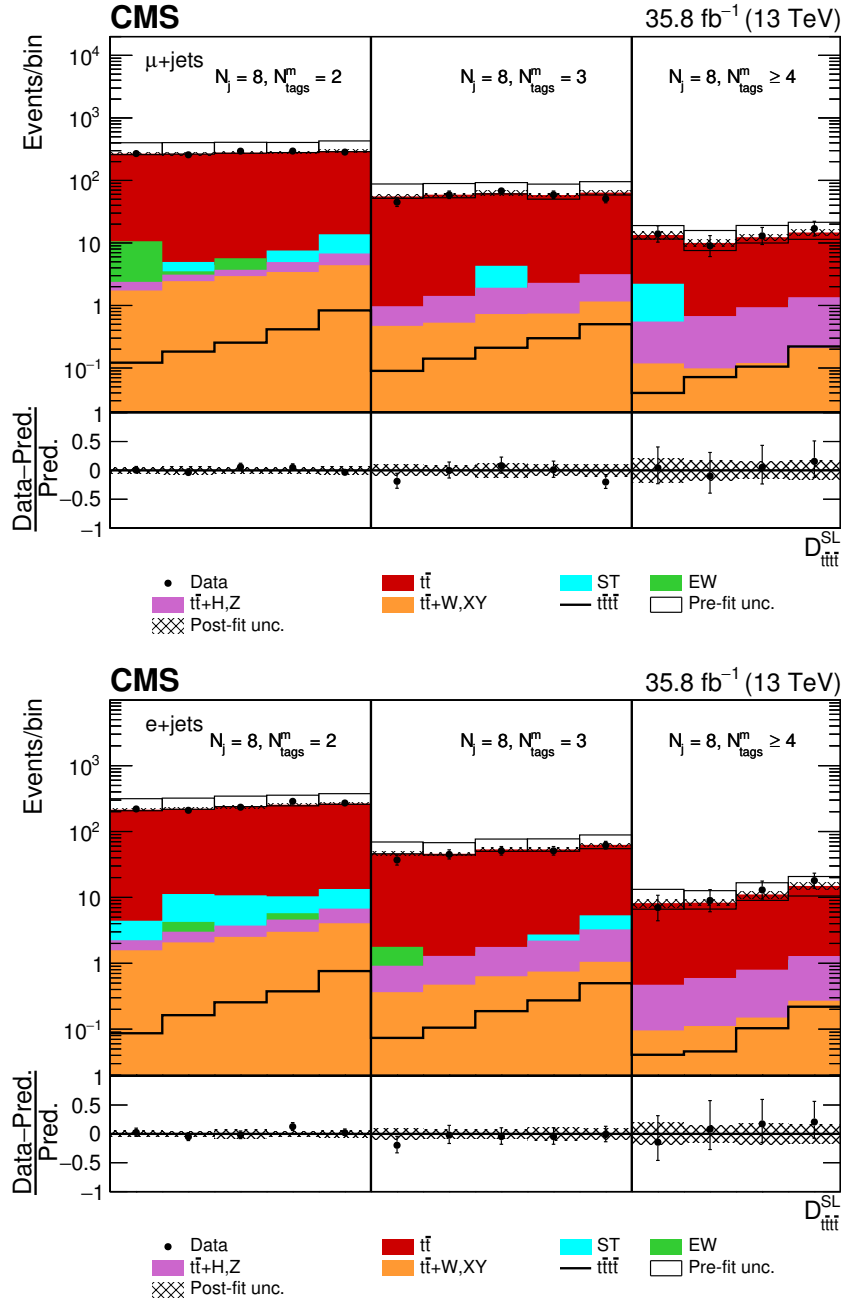 CMS 35.8 fb⁻¹ (13 TeV)
Events/bin
μ+jets
N_j = 8, N^m_tags = 2
N_j = 8, N^m_tags = 3
N_j = 8, N^m_tags ≥ 4
10⁴
10³
10²
10
1
10⁻¹
Data−Pred.
Pred.
1
0.5
0
−0.5
−1
D^SL_tt̄tt̄
Data tt̄ ST EW
tt̄+H,Z tt̄+W,XY tt̄tt̄ Pre-fit unc.
Post-fit unc.
CMS 35.8 fb⁻¹ (13 TeV)
Events/bin
e+jets
N_j = 8, N^m_tags = 2
N_j = 8, N^m_tags = 3
N_j = 8, N^m_tags ≥ 4
10³
10²
10
1
10⁻¹
Data−Pred.
Pred.
1
0.5
0
−0.5
−1
D^SL_tt̄tt̄
Data tt̄ ST EW
tt̄+H,Z tt̄+W,XY tt̄tt̄ Pre-fit unc.
Post-fit unc.